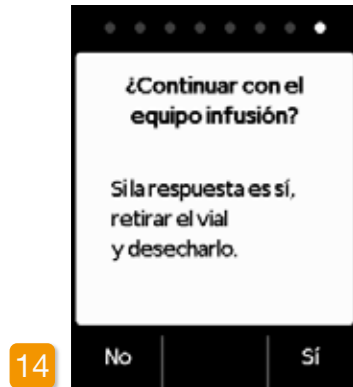 ¿Continuar con el
equipo infusión?
Si la respuesta es sí,
retirar el vial
y desecharlo.
14
No
Sí